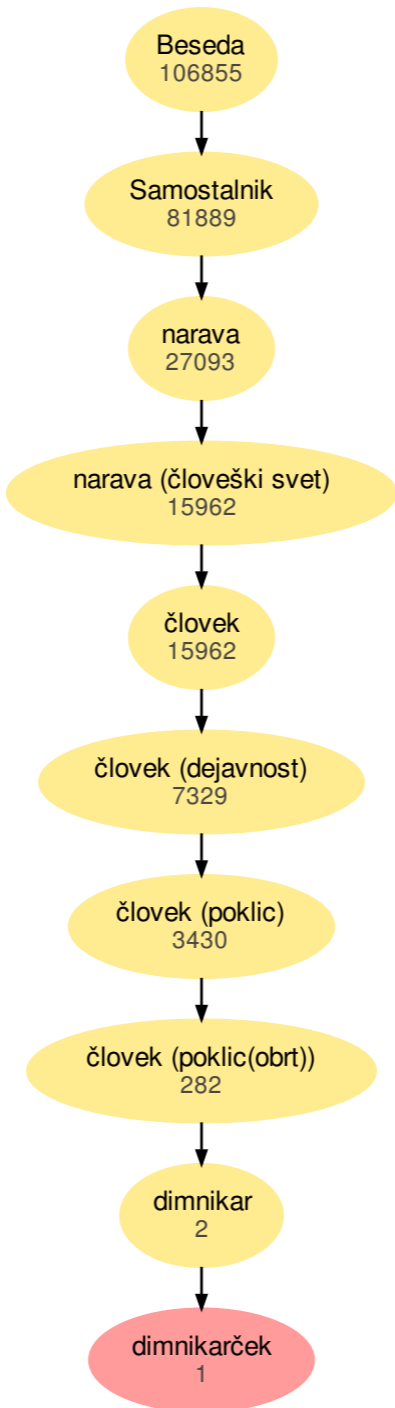 Beseda
106855
Samostalnik
81889
narava
27093
narava (človeški svet)
15962
človek
15962
človek (dejavnost)
7329
človek (poklic)
3430
človek (poklic(obrt))
282
dimnikar
2
dimnikarček
1